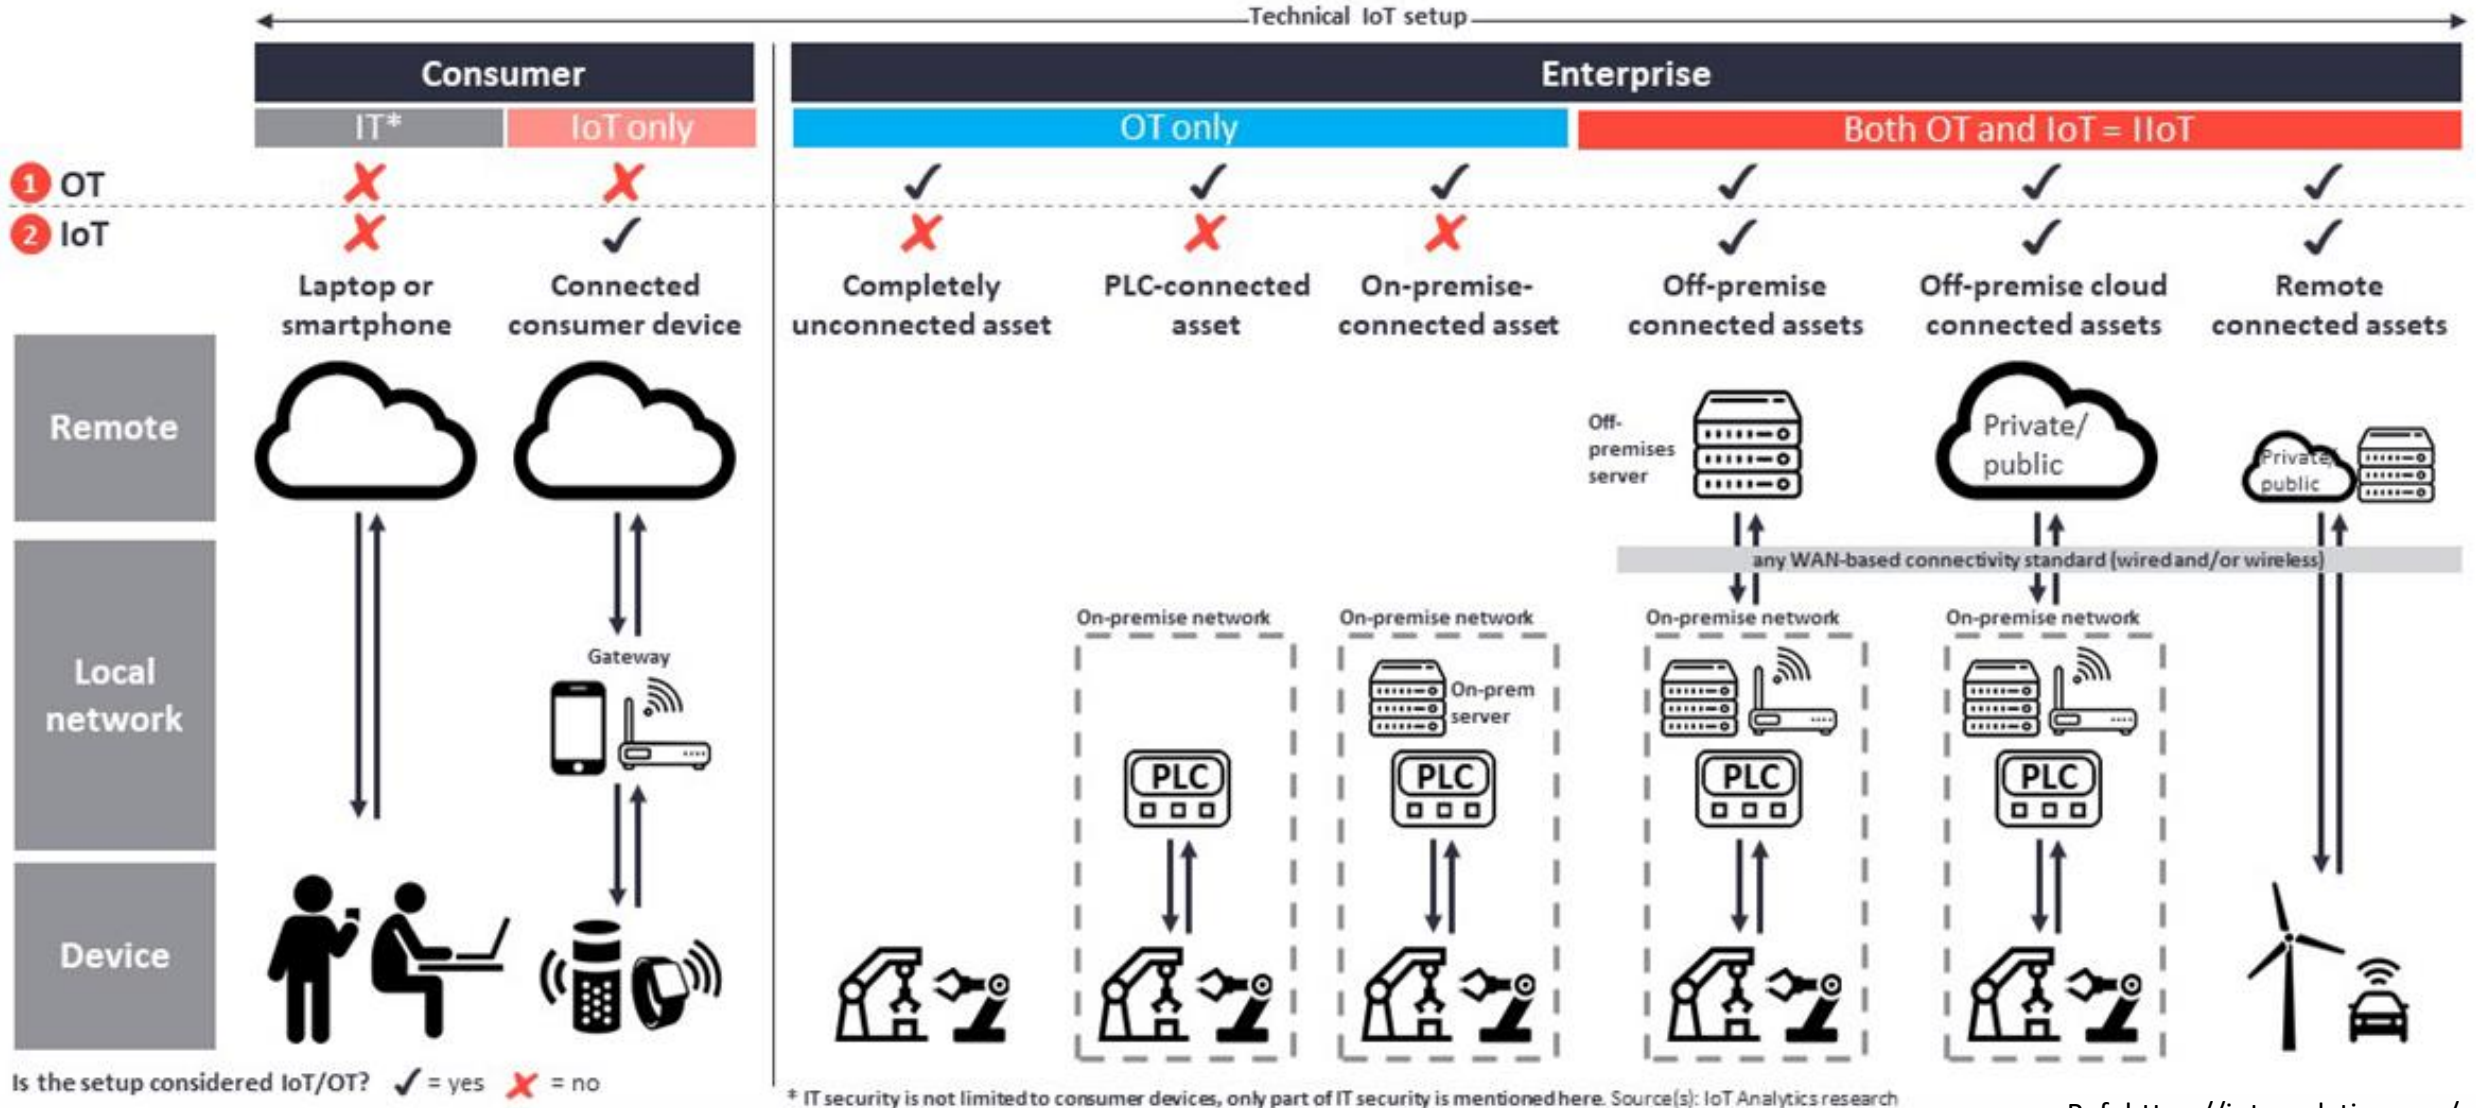 Technical IoT setup
Consumer
Enterprise
IT*
IoT only
OT only
Both OT and IoT = IIoT
1 OT
2 IoT
Laptop or
smartphone
Connected
consumer device
Completely
unconnected asset
PLC-connected
asset
On-premise-
connected asset
Off-premise
connected assets
Off-premise cloud
connected assets
Remote
connected assets
Remote
Off-
premises
server
Private/
public
Private/
public
any WAN-based connectivity standard (wired and/or wireless)
Local
network
Gateway
On-premise network
On-premise network
On-premise network
On-premise network
On-prem
server
PLC
PLC
PLC
PLC
Device
Is the setup considered IoT/OT? ✓ = yes ✗ = no
* IT security is not limited to consumer devices, only part of IT security is mentioned here. Source(s): IoT Analytics research